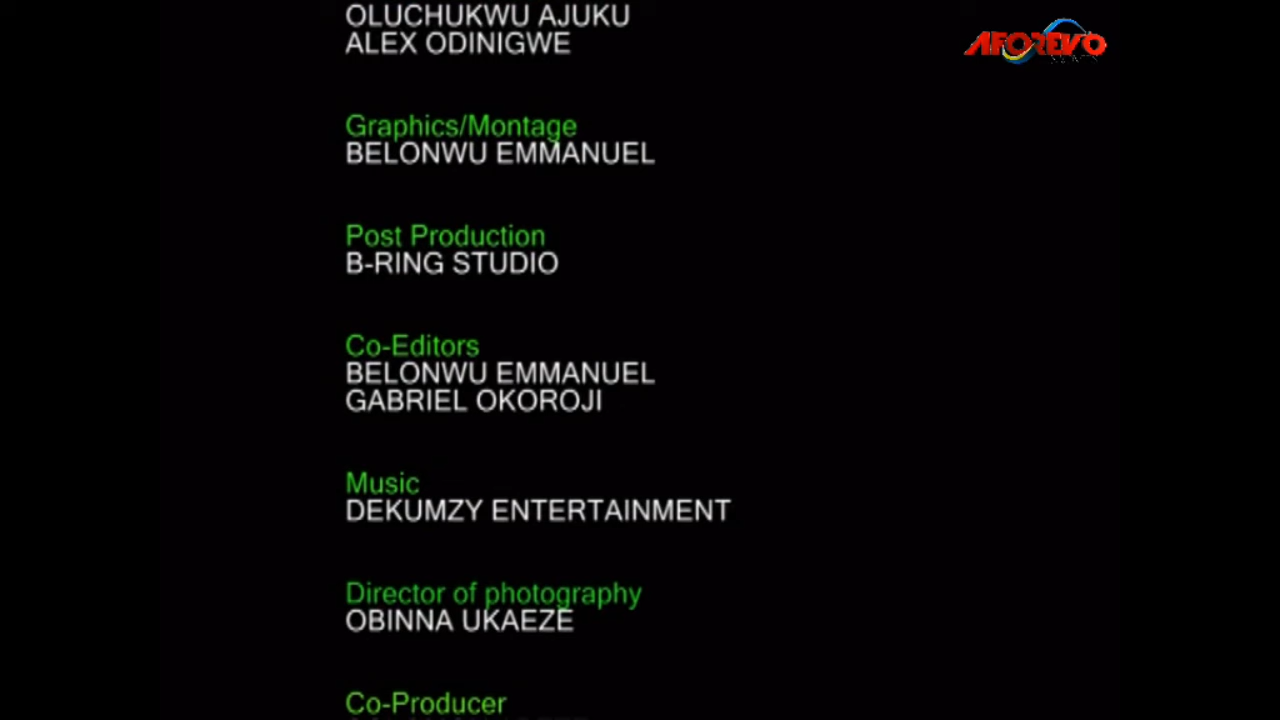 OLUCHUKWU AJUKU
ALEX ODINIGWE
AFOREVO
Graphics/Montage
BELONWU EMMANUEL
Post Production
B-RING STUDIO
Co-Editors
BELONWU EMMANUEL
GABRIEL OKOROJI
Music
DEKUMZY ENTERTAINMENT
Director of photography
OBINNA UKAEZE
Co-Producer